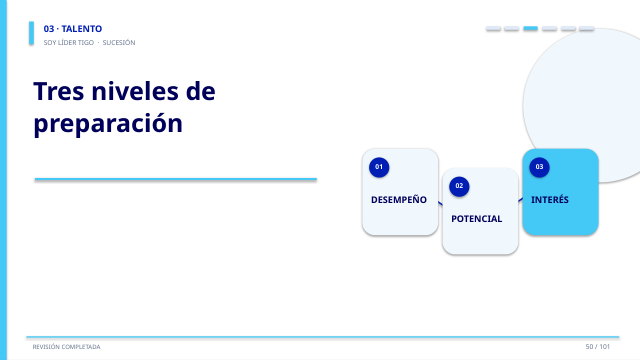 03 · TALENTO
SOY LÍDER TIGO · SUCESIÓN
Tres niveles de
preparación
01
DESEMPEÑO
02
POTENCIAL
03
INTERÉS
REVISIÓN COMPLETADA
50 / 101